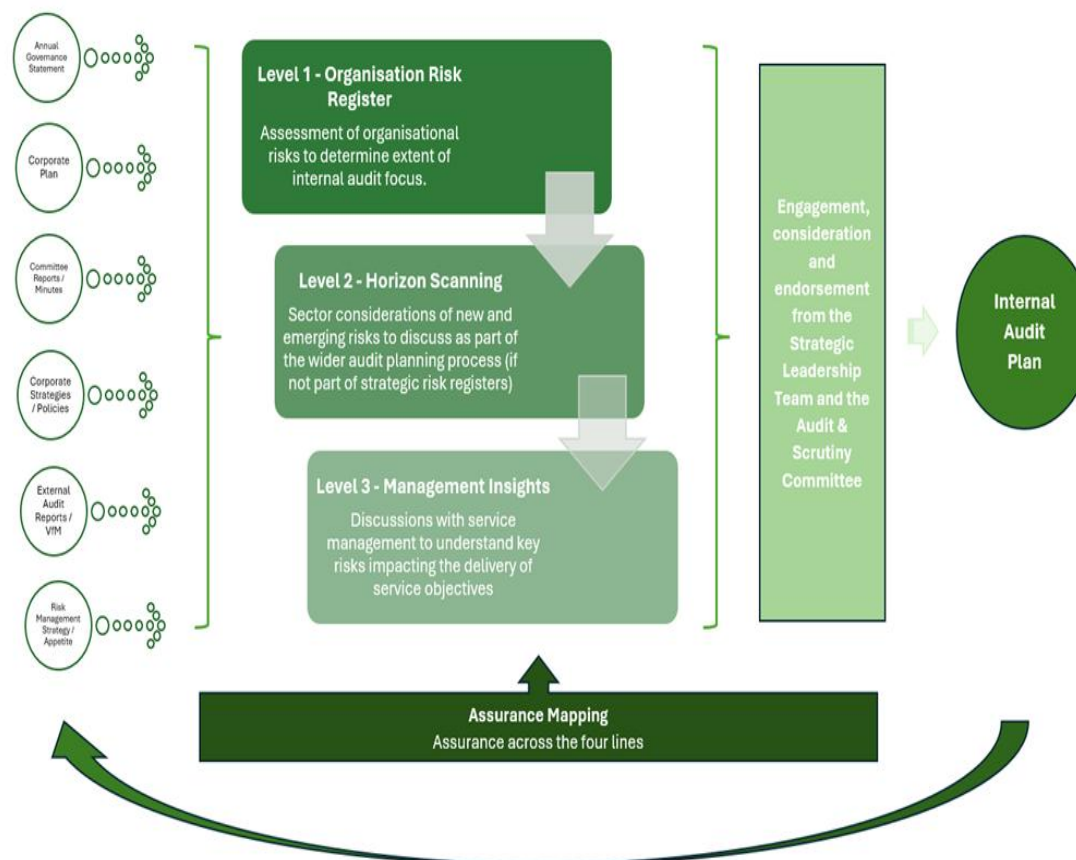 Annual
Governance
Statement
Corporate
Plan
Committee
Reports /
Minutes
Corporate
Strategies
/ Policies
External
Audit
Reports /
VfM
Risk
Management
Strategy /
Appetite
Level 1 - Organisation Risk
Register
Assessment of organisational
risks to determine extent of
internal audit focus.
Level 2 - Horizon Scanning
Sector considerations of new and
emerging risks to discuss as part of
the wider audit planning process (if
not part of strategic risk registers)
Level 3 - Management Insights
Discussions with service
management to understand key
risks impacting the delivery of
service objectives
Engagement,
consideration
and
endorsement
from the
Strategic
Leadership
Team and the
Audit &
Scrutiny
Committee
Internal
Audit
Plan
Assurance Mapping
Assurance across the four lines